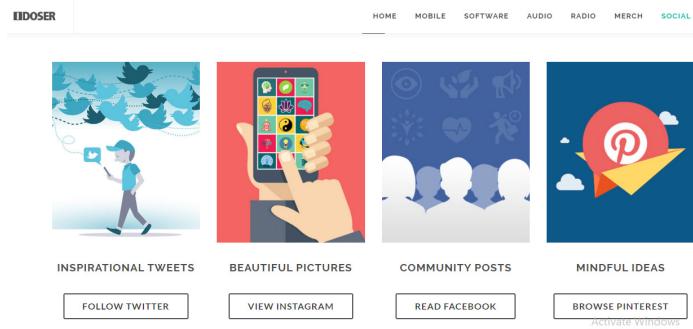 IDOSER
HOME MOBILE SOFTWARE AUDIO RADIO MERCH SOCIAL
INSPIRATIONAL TWEETS BEAUTIFUL PICTURES COMMUNITY POSTS MINDFUL IDEAS
FOLLOW TWITTER VIEW INSTAGRAM READ FACEBOOK BROWSE PINTEREST
Activate Windows